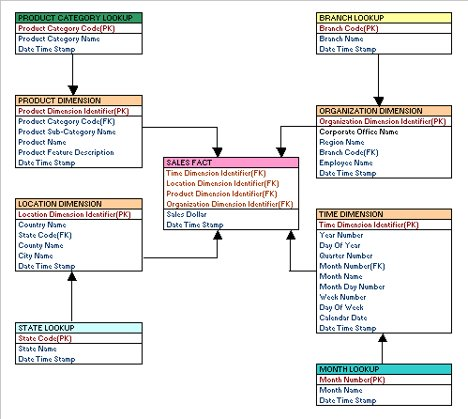 PRODUCT CATEGORY LOOKUP
Product Category Code(PK)
Product Category Name
Date Time Stamp
BRANCH LOOKUP
Branch Code(PK)
Branch Name
Date Time Stamp
PRODUCT DIMENSION
Product Dimension Identifier(PK)
Product Category Code(FK)
Product Sub-Category Name
Product Name
Product Feature Description
Date Time Stamp
ORGANIZATION DIMENSION
Organization Dimension Identifier(PK)
Corporate Office Name
Region Name
Branch Code(FK)
Employee Name
Date Time Stamp
SALES FACT
Time Dimension Identifier(FK)
Location Dimension Identifier(FK)
Product Dimension Identifier(FK)
Organization Dimension Identifier(FK)
Sales Dollar
Date Time Stamp
LOCATION DIMENSION
Location Dimension Identifier(PK)
Country Name
State Code(FK)
County Name
City Name
Date Time Stamp
TIME DIMENSION
Time Dimension Identifier(PK)
Year Number
Day Of Year
Quarter Number
Month Number(FK)
Month Name
Month Day Number
Week Number
Day Of Week
Calendar Date
Date Time Stamp
STATE LOOKUP
State Code(PK)
State Name
Date Time Stamp
MONTH LOOKUP
Month Number(PK)
Month Name
Date Time Stamp